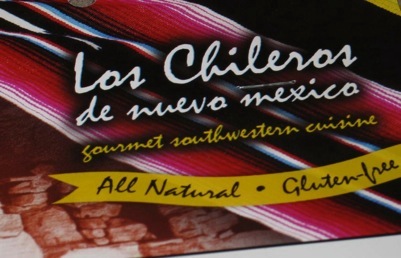 Los Chileros
de nuevo mexico
gourmet southwestern cuisine
All Natural • Gluten-free